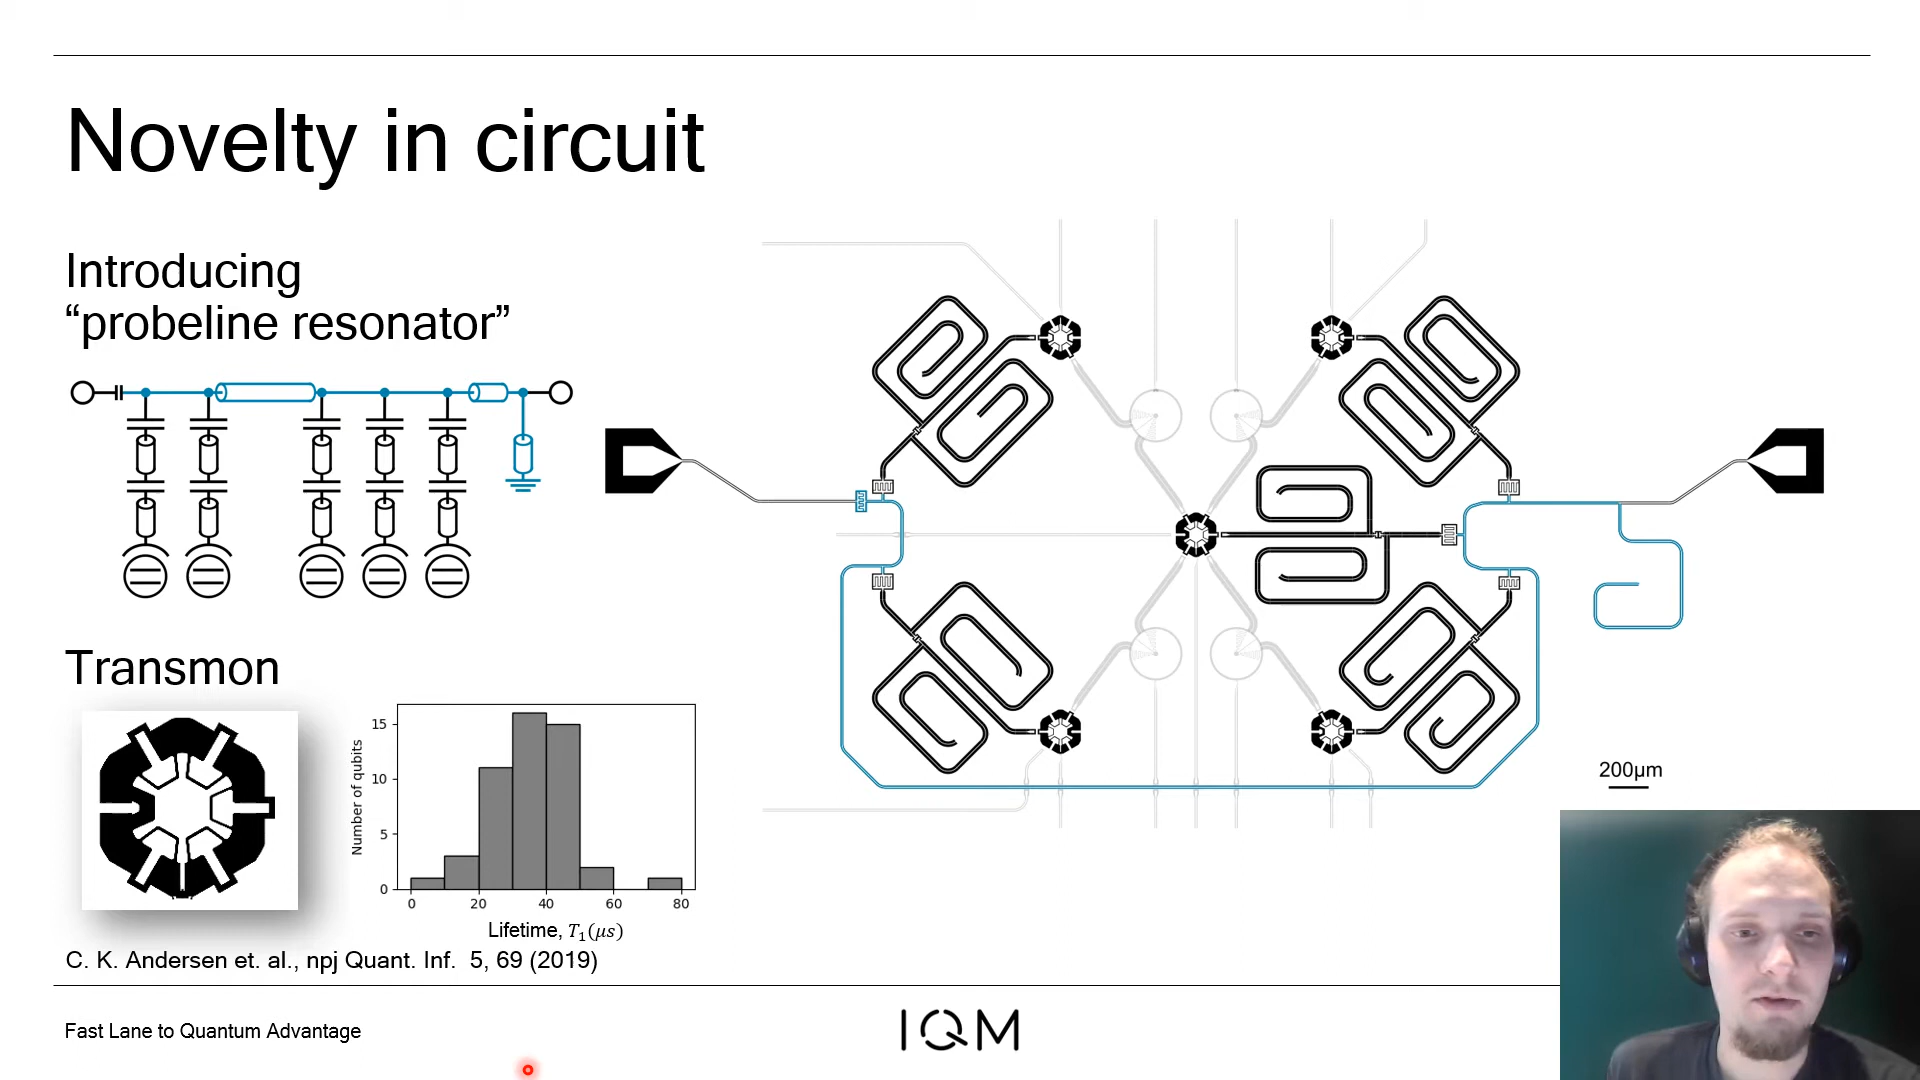 Novelty in circuit
Introducing
“probeline resonator”
Transmon
15
10
5
0
Number of qubits
0 20 40 60 80
Lifetime, T₁(μs)
200μm
C. K. Andersen et. al., npj Quant. Inf. 5, 69 (2019)
Fast Lane to Quantum Advantage
IQM